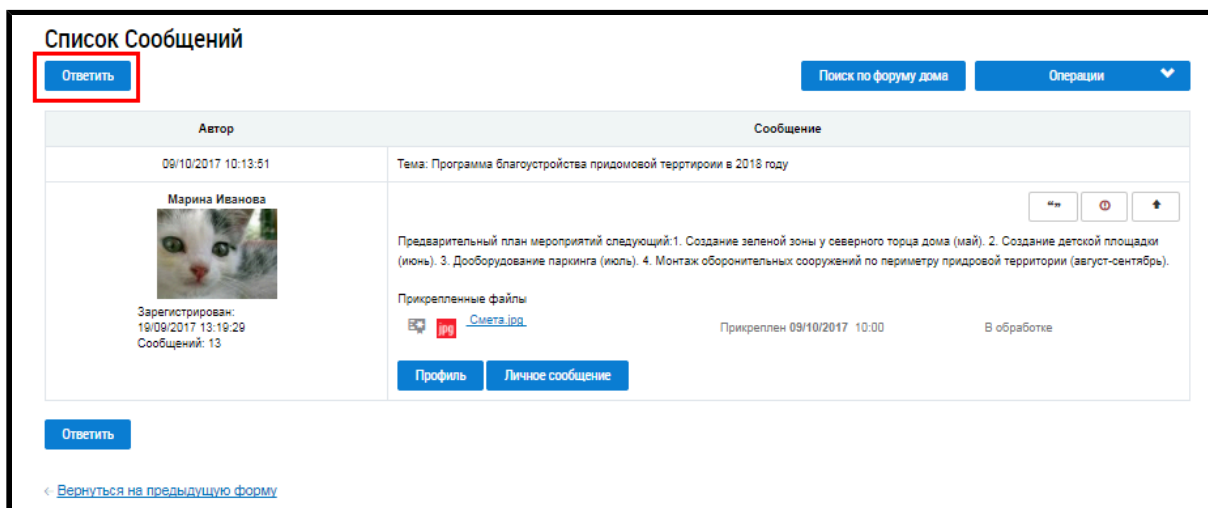 Список Сообщений
Ответить
Поиск по форуму дома
Операции
Автор
Сообщение
09/10/2017 10:13:51
Тема: Программа благоустройства придомовой террртироии в 2018 году
Марина Иванова
Предварительный план мероприятий следующий:1. Создание зеленой зоны у северного торца дома (май). 2. Создание детской площадки
(июнь). 3. Дооборудование паркинга (июль). 4. Монтаж оборонительных сооружений по периметру придровой территории (август-сентябрь).
Зарегистрирован:
19/09/2017 13:19:29
Сообщений: 13
Прикрепленные файлы
jpg
Смета.jpg
Прикреплен 09/10/2017 10:00
В обработке
Профиль
Личное сообщение
Ответить
← Вернуться на предыдущую форму